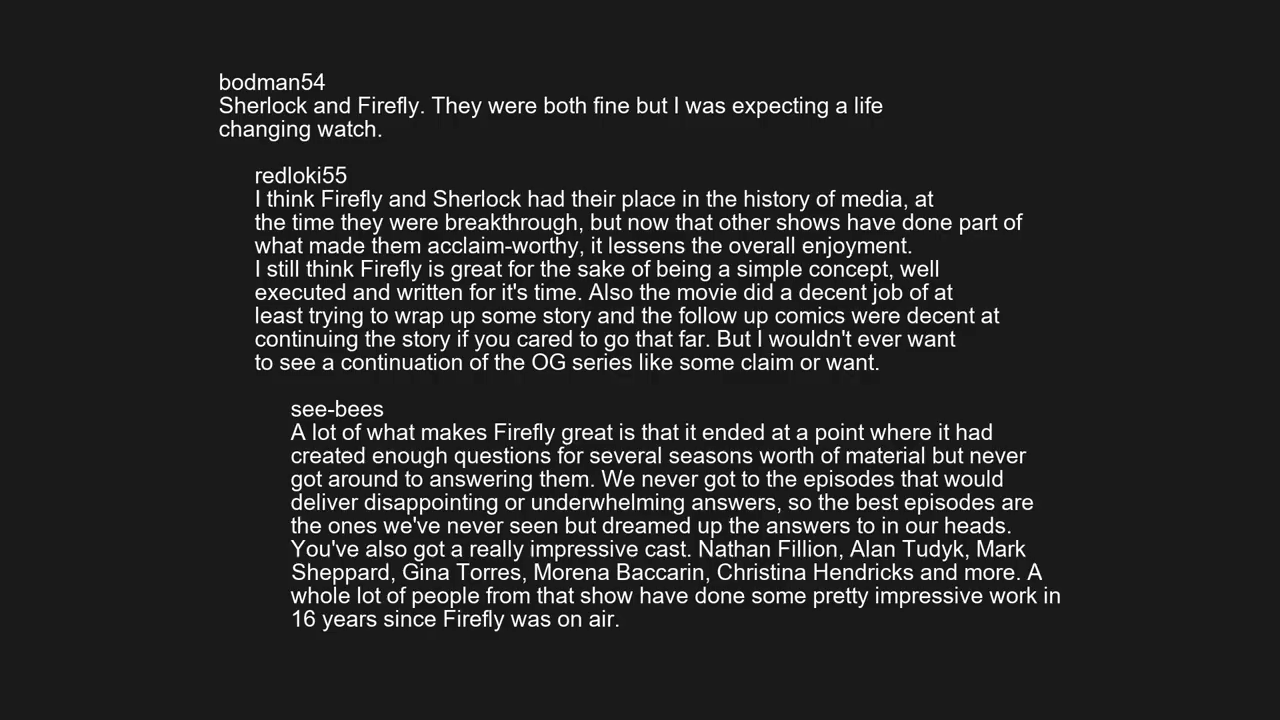 bodman54
Sherlock and Firefly. They were both fine but I was expecting a life
changing watch.
redloki55
I think Firefly and Sherlock had their place in the history of media, at
the time they were breakthrough, but now that other shows have done part of
what made them acclaim-worthy, it lessens the overall enjoyment.
I still think Firefly is great for the sake of being a simple concept, well
executed and written for it's time. Also the movie did a decent job of at
least trying to wrap up some story and the follow up comics were decent at
continuing the story if you cared to go that far. But I wouldn't ever want
to see a continuation of the OG series like some claim or want.
see-bees
A lot of what makes Firefly great is that it ended at a point where it had
created enough questions for several seasons worth of material but never
got around to answering them. We never got to the episodes that would
deliver disappointing or underwhelming answers, so the best episodes are
the ones we've never seen but dreamed up the answers to in our heads.
You've also got a really impressive cast. Nathan Fillion, Alan Tudyk, Mark
Sheppard, Gina Torres, Morena Baccarin, Christina Hendricks and more. A
whole lot of people from that show have done some pretty impressive work in
16 years since Firefly was on air.